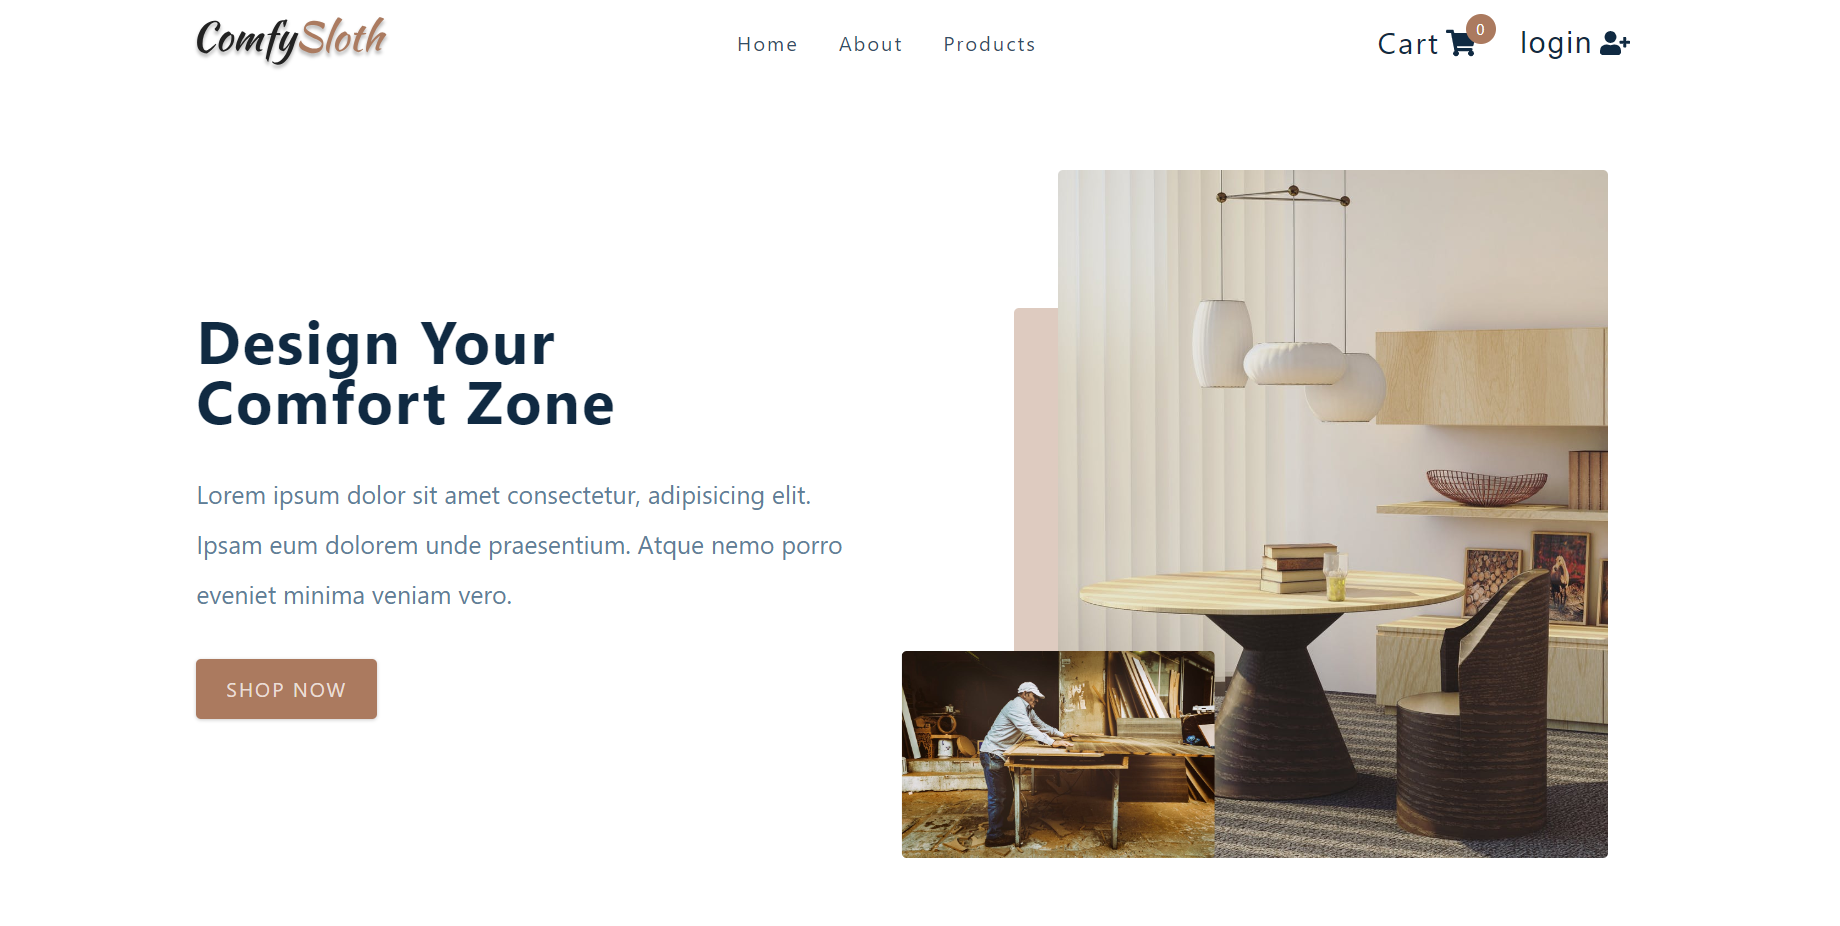 ComfySloth
Home About Products
Cart 0 login
Design Your
Comfort Zone
Lorem ipsum dolor sit amet consectetur, adipisicing elit.
Ipsam eum dolorem unde praesentium. Atque nemo porro
eveniet minima veniam vero.
SHOP NOW